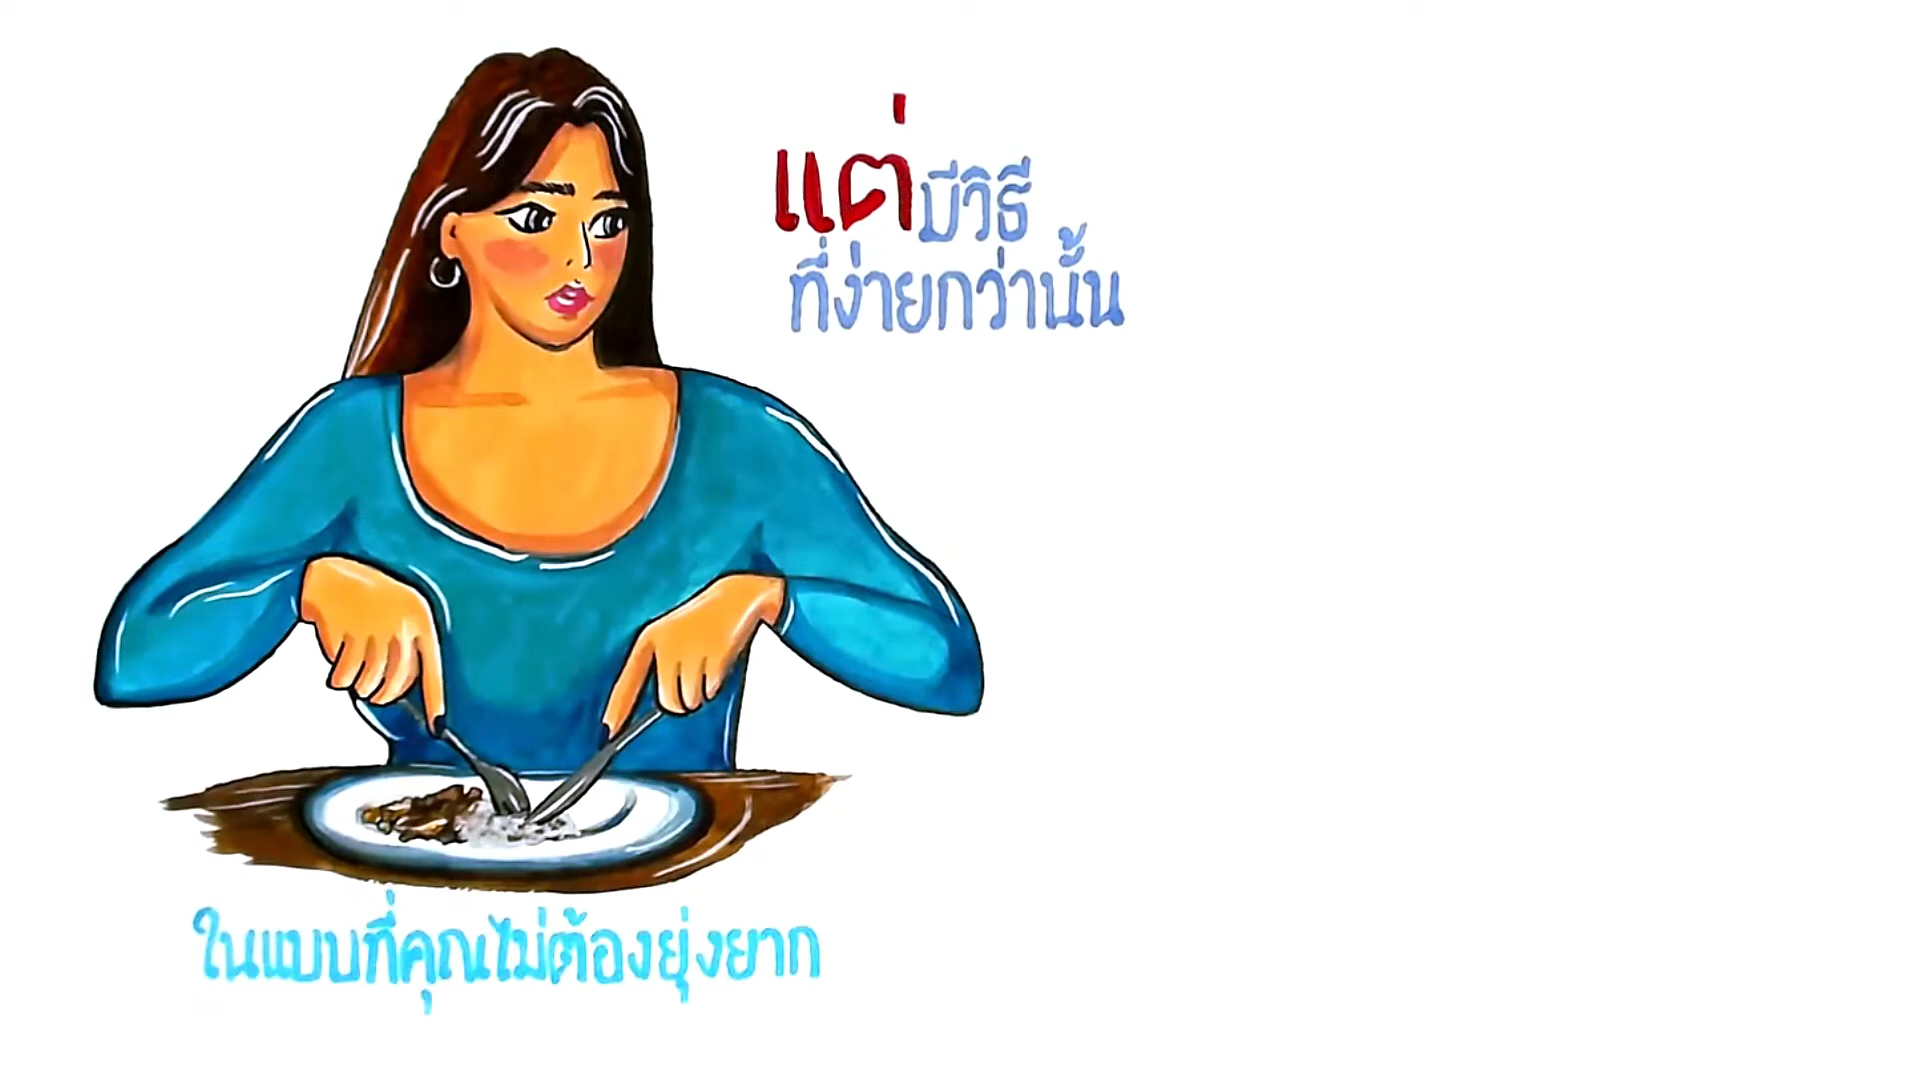 แต่มีวิธี
ที่ง่ายกว่านั้น
ในแบบที่คุณไม่ต้องยุ่งยาก